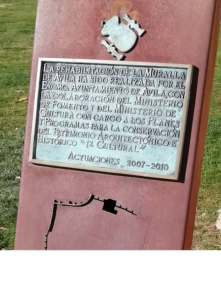 LA REHABILITACIÓN DE LA MURALLA
DE ÁVILA HA SIDO REALIZADA POR EL
EXCMO. AYUNTAMIENTO DE ÁVILA, CON
LA COLABORACIÓN DEL MINISTERIO
DE FOMENTO Y DEL MINISTERIO DE
CULTURA CON CARGO A LOS PLANES
Y PROGRAMAS PARA LA CONSERVACIÓN
DEL PATRIMONIO ARQUITECTÓNICO E
HISTÓRICO "1% CULTURAL"
ACTUACIONES 2007-2010